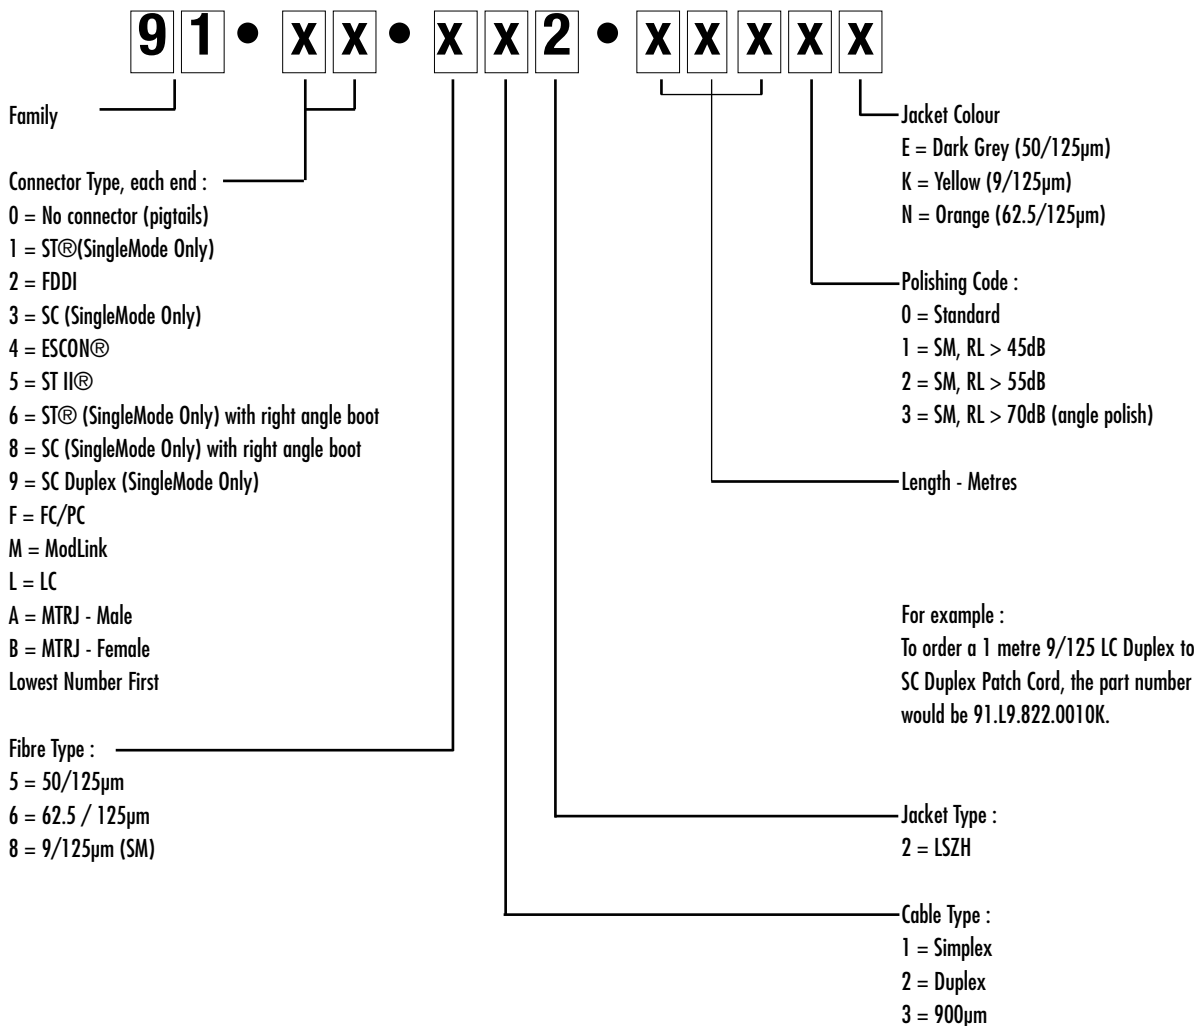 91•xx•xx2•xxxxx
Family
Connector Type, each end :
0 = No connector (pigtails)
1 = ST®(SingleMode Only)
2 = FDDI
3 = SC (SingleMode Only)
4 = ESCON®
5 = ST II®
6 = ST® (SingleMode Only) with right angle boot
8 = SC (SingleMode Only) with right angle boot
9 = SC Duplex (SingleMode Only)
F = FC/PC
M = ModLink
L = LC
A = MTRJ - Male
B = MTRJ - Female
Lowest Number First
Fibre Type :
5 = 50/125µm
6 = 62.5 / 125µm
8 = 9/125µm (SM)
Jacket Colour
E = Dark Grey (50/125µm)
K = Yellow (9/125µm)
N = Orange (62.5/125µm)
Polishing Code :
0 = Standard
1 = SM, RL > 45dB
2 = SM, RL > 55dB
3 = SM, RL > 70dB (angle polish)
Length - Metres
For example :
To order a 1 metre 9/125 LC Duplex to
SC Duplex Patch Cord, the part number
would be 91.L9.822.0010K.
Jacket Type :
2 = LSZH
Cable Type :
1 = Simplex
2 = Duplex
3 = 900µm